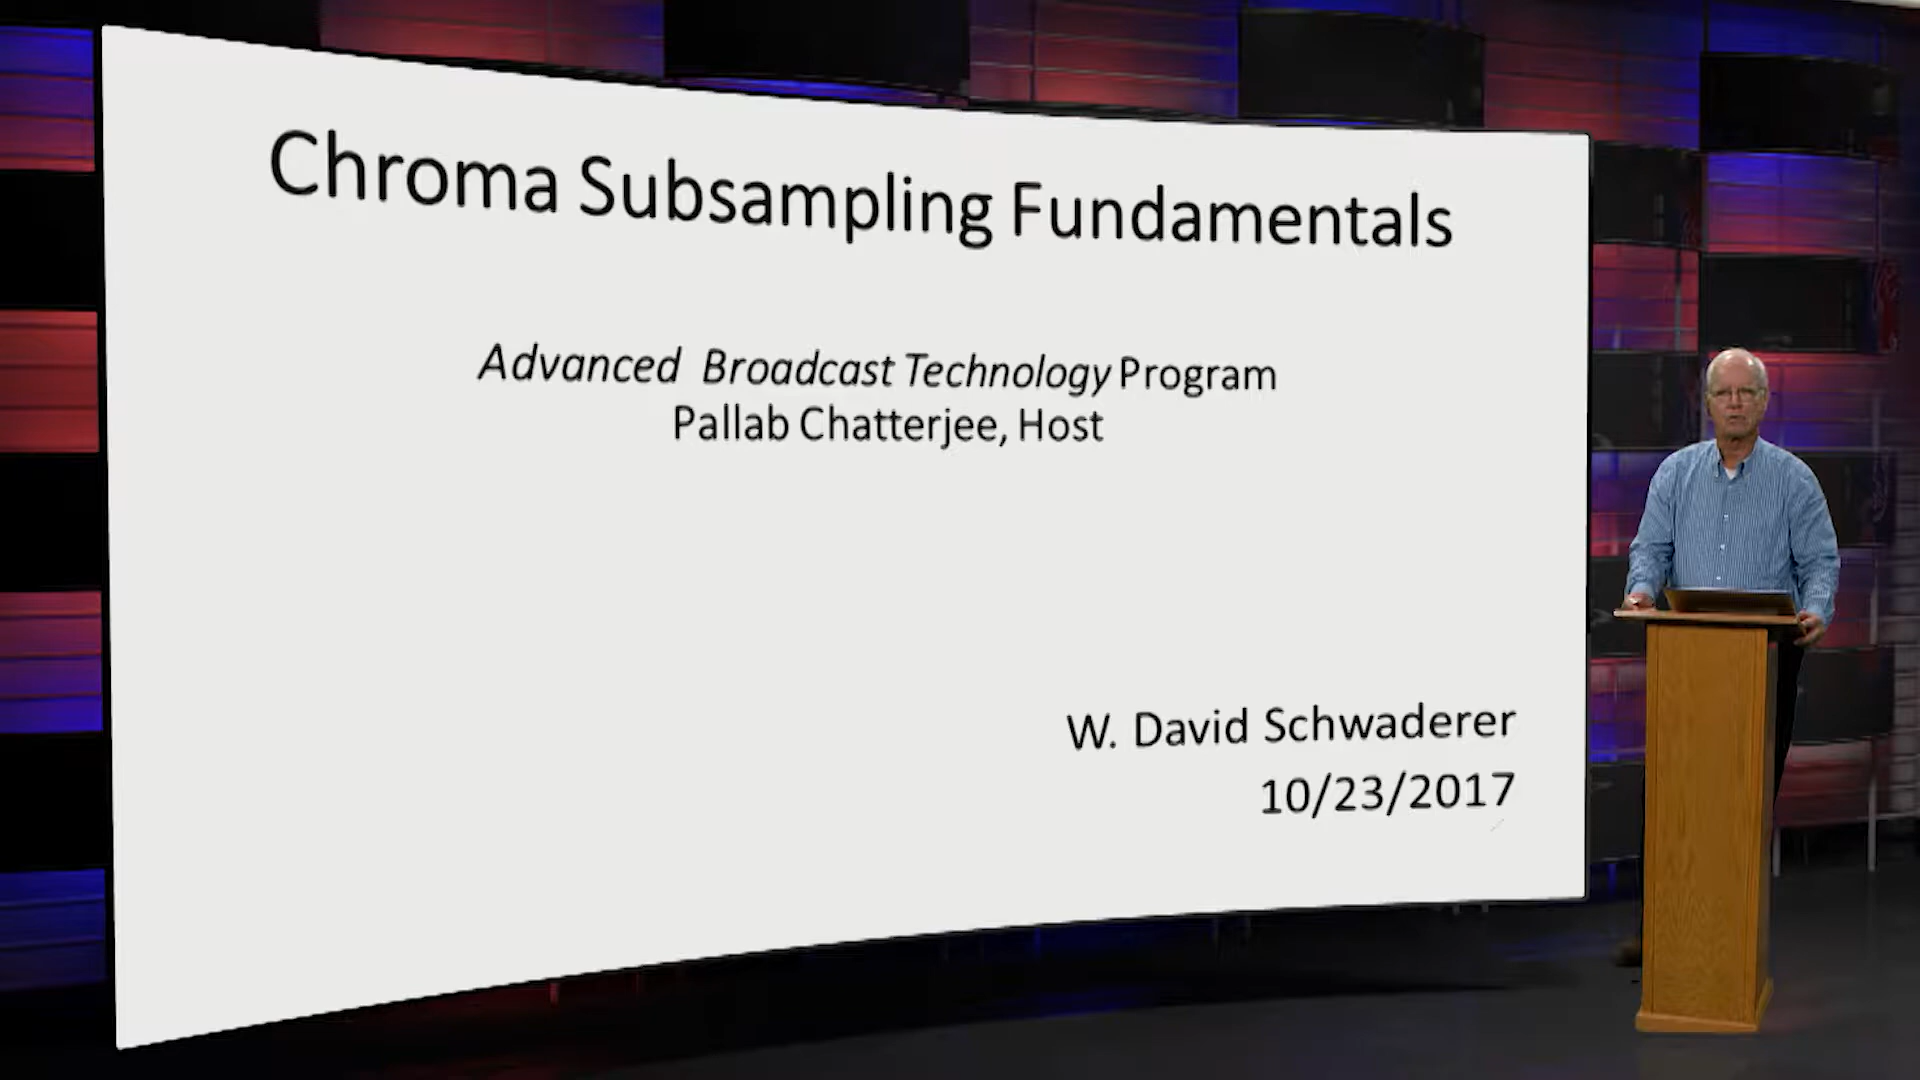 Chroma Subsampling Fundamentals
Advanced Broadcast Technology Program
Pallab Chatterjee, Host
W. David Schwaderer
10/23/2017